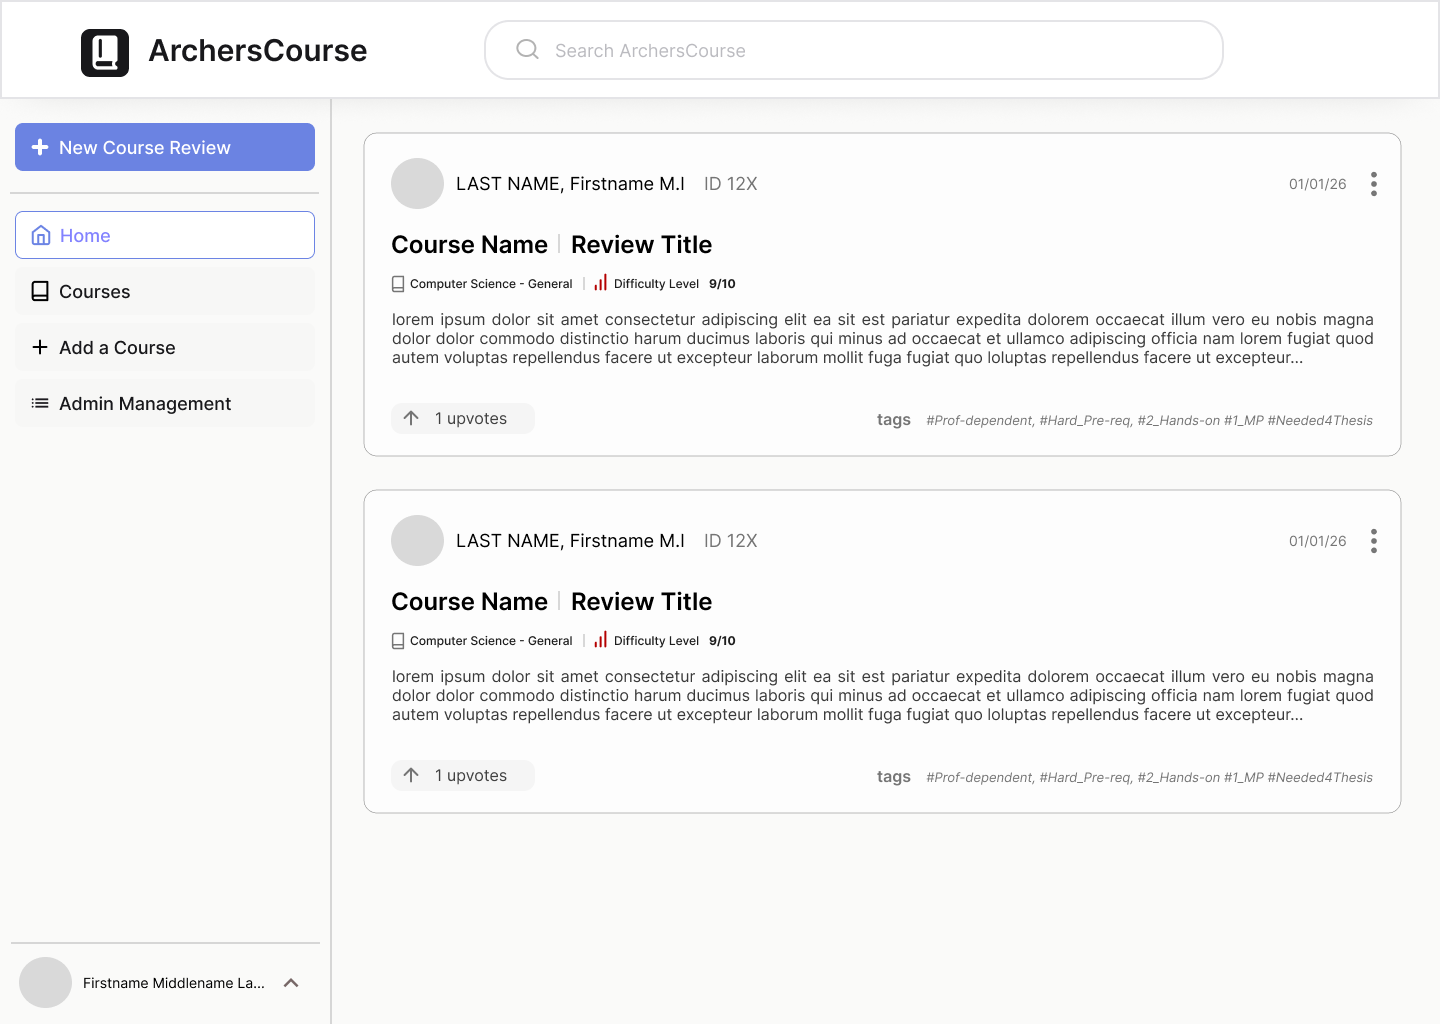 ArchersCourse
Search ArchersCourse
New Course Review
Home
Courses
Add a Course
Admin Management
Firstname Middlename La...
LAST NAME, Firstname M.I ID 12X 01/01/26
Course Name | Review Title
Computer Science - General | Difficulty Level 9/10
lorem ipsum dolor sit amet consectetur adipiscing elit ea sit est pariatur expedita dolorem occaecat illum vero eu nobis magna
dolor dolor commodo distinctio harum ducimus laboris qui minus ad occaecat et ullamco adipiscing officia nam lorem fugiat quod
autem voluptas repellendus facere ut excepteur laborum mollit fuga fugiat quo loluptas repellendus facere ut excepteur...
1 upvotes tags #Prof-dependent, #Hard_Pre-req, #2_Hands-on #1_MP #Needed4Thesis
LAST NAME, Firstname M.I ID 12X 01/01/26
Course Name | Review Title
Computer Science - General | Difficulty Level 9/10
lorem ipsum dolor sit amet consectetur adipiscing elit ea sit est pariatur expedita dolorem occaecat illum vero eu nobis magna
dolor dolor commodo distinctio harum ducimus laboris qui minus ad occaecat et ullamco adipiscing officia nam lorem fugiat quod
autem voluptas repellendus facere ut excepteur laborum mollit fuga fugiat quo loluptas repellendus facere ut excepteur...
1 upvotes tags #Prof-dependent, #Hard_Pre-req, #2_Hands-on #1_MP #Needed4Thesis